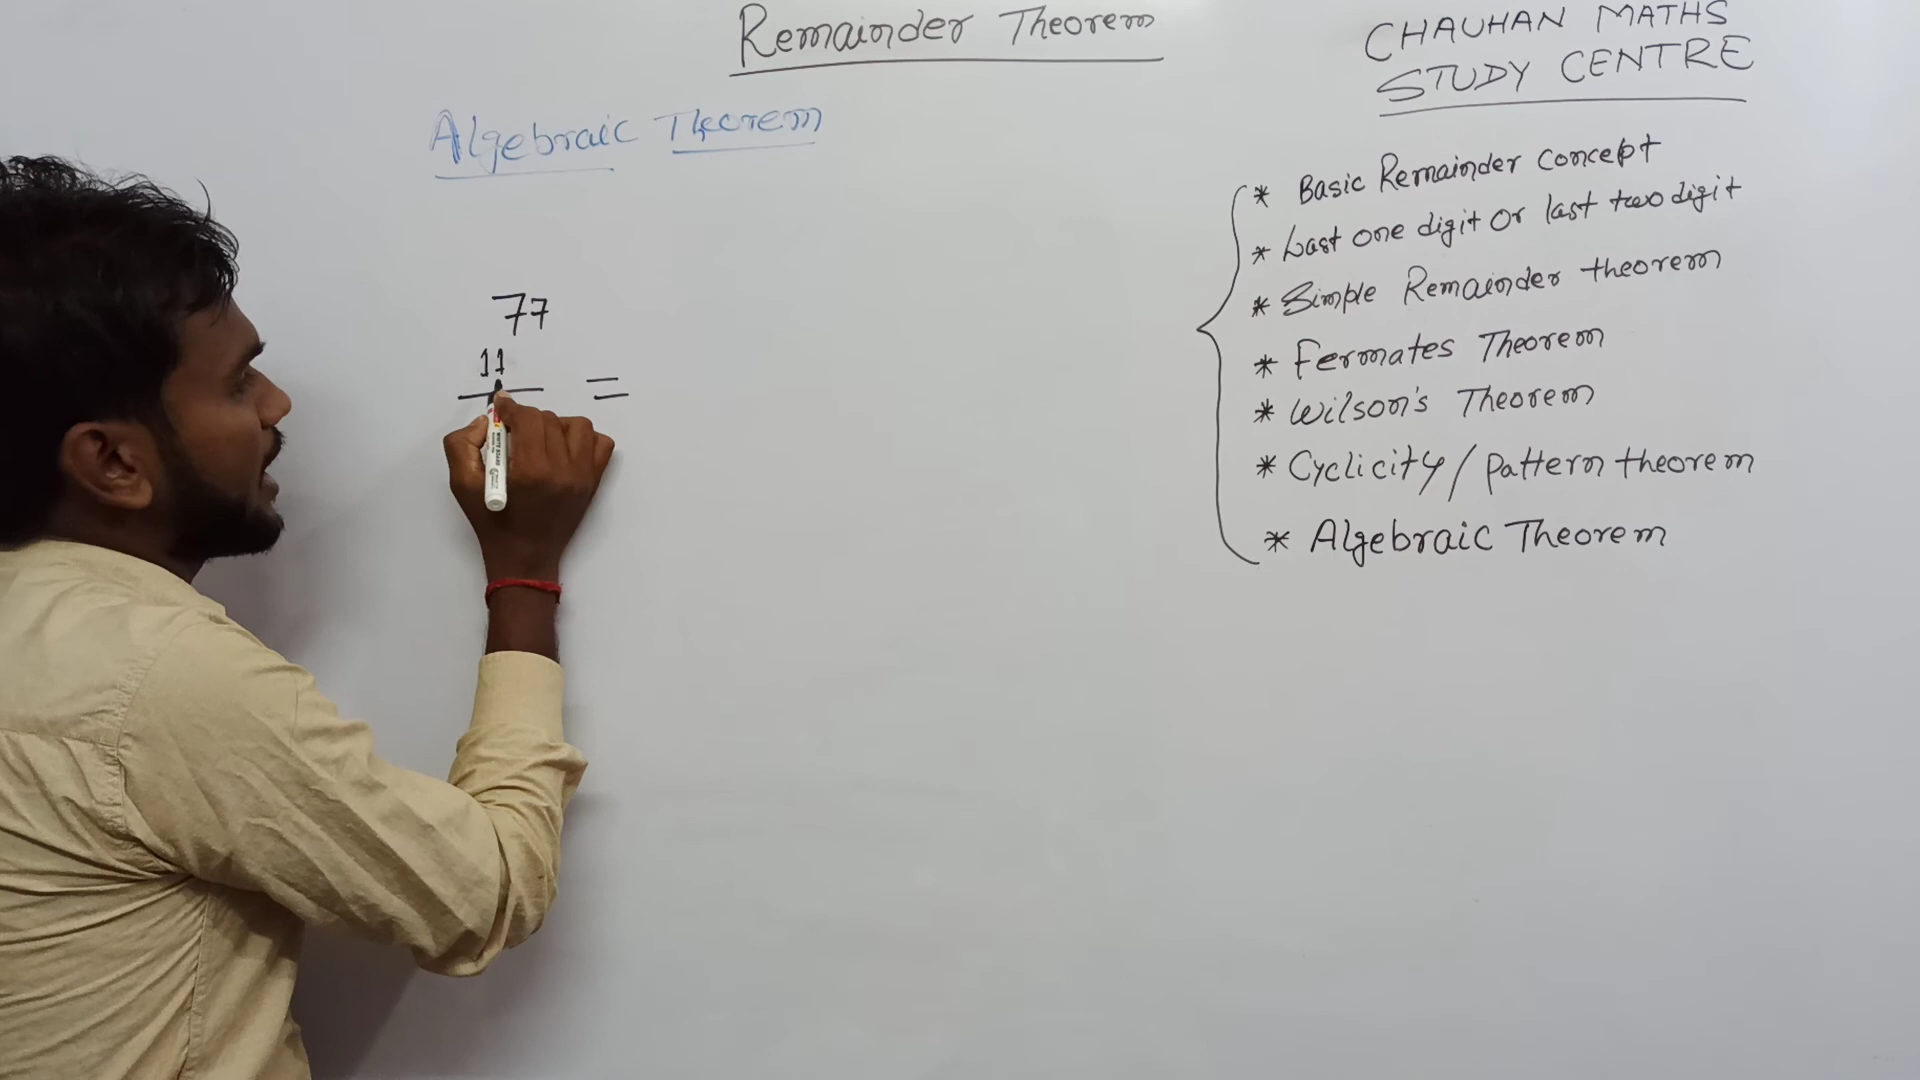 Remainder Theorem
CHAUHAN MATHS
STUDY CENTRE
Algebraic Theorem
* Basic Remainder concept
* Last one digit or last two digit
* Simple Remainder theorem
* Fermates Theorem
* Wilson's Theorem
* Cyclicity / pattern theorem
* Algebraic Theorem
77
11
=